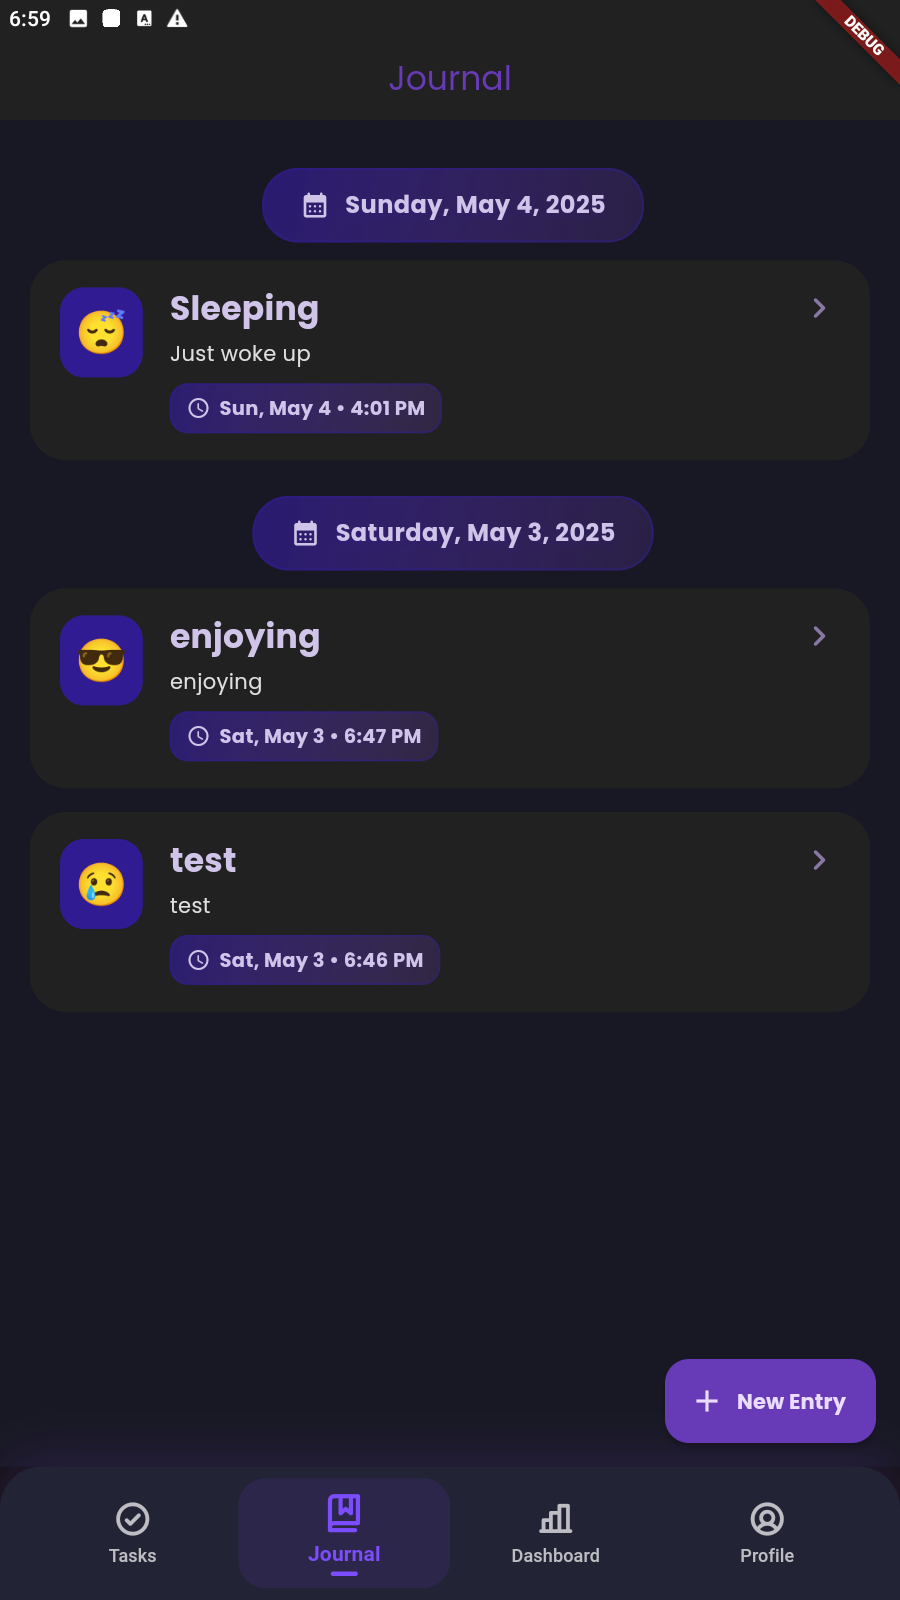 6:59
DEBUG
Journal
Sunday, May 4, 2025
Sleeping
Just woke up
Sun, May 4 • 4:01 PM
Saturday, May 3, 2025
enjoying
enjoying
Sat, May 3 • 6:47 PM
test
test
Sat, May 3 • 6:46 PM
+ New Entry
Tasks
Journal
Dashboard
Profile